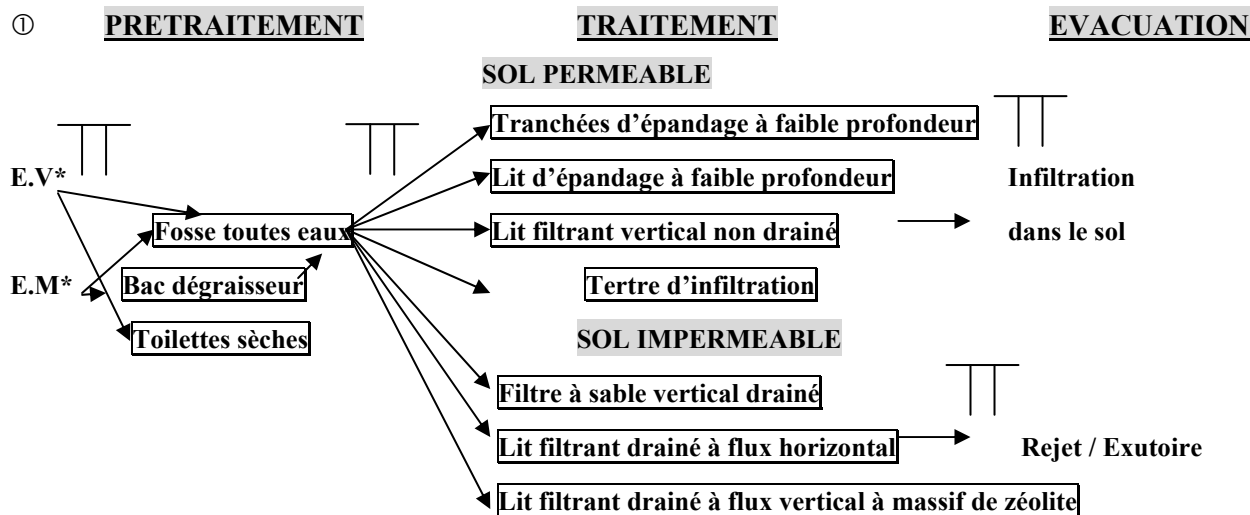 ① PRETRAITEMENT TRAITEMENT EVACUATION
SOL PERMEABLE
Tranchées d’épandage à faible profondeur
E.V* Lit d’épandage à faible profondeur Infiltration
Fosse toutes eaux Lit filtrant vertical non drainé dans le sol
E.M* Bac dégraisseur Tertre d’infiltration
Toilettes sèches SOL IMPERMEABLE
Filtre à sable vertical drainé
Lit filtrant drainé à flux horizontal Rejet / Exutoire
Lit filtrant drainé à flux vertical à massif de zéolite